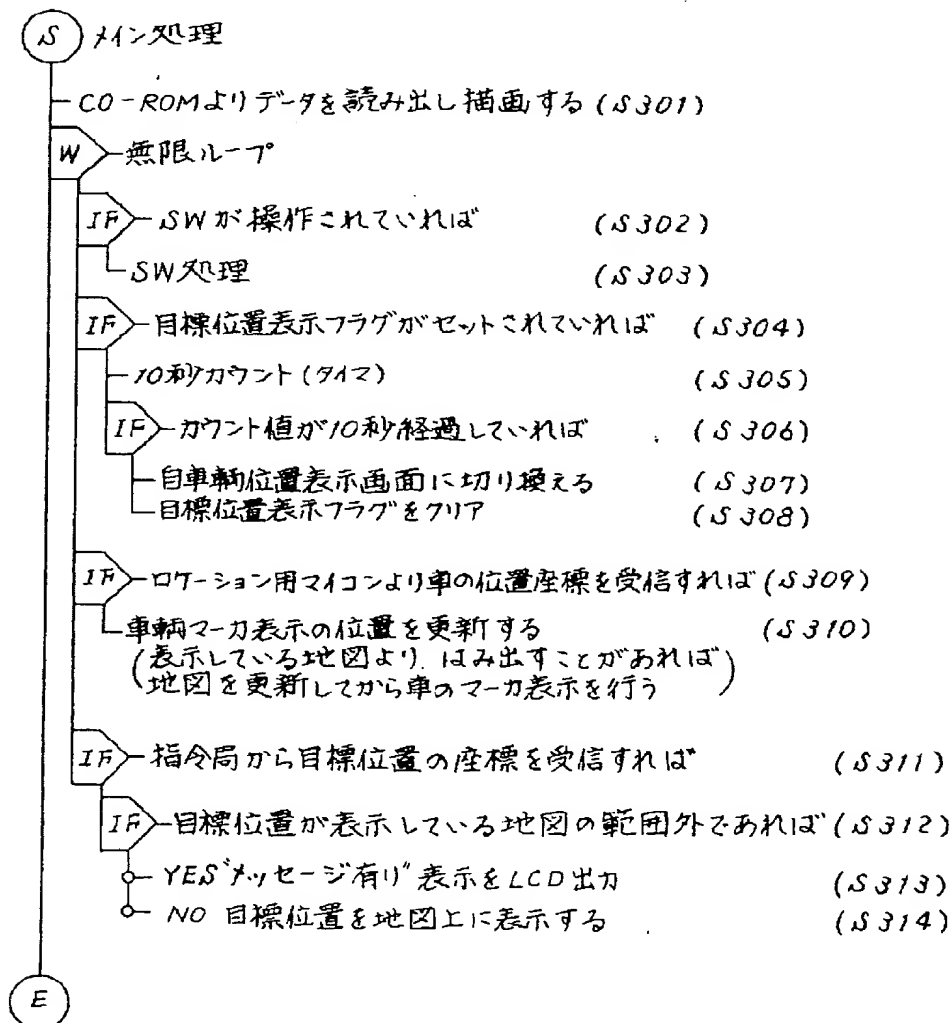 S メイン処理
CD-ROMよりデータを読み出し描画する (S301)
W 無限ループ
IF SWが操作されていれば (S302)
SW処理 (S303)
IF 目標位置表示フラグがセットされていれば (S304)
10秒カウント(タイマ) (S305)
IF カウント値が10秒経過していれば (S306)
自車輌位置表示画面に切り換える (S307)
目標位置表示フラグをクリア (S308)
IF ロケーション用マイコンより車の位置座標を受信すれば (S309)
車輌マーカ表示の位置を更新する (S310)
(表示している地図より、はみ出すことがあれば
地図を更新してから車のマーカ表示を行う)
IF 指令局から目標位置の座標を受信すれば (S311)
IF 目標位置が表示している地図の範囲外であれば (S312)
YES "メッセージ有り" 表示をLCD出力 (S313)
NO 目標位置を地図上に表示する (S314)
E